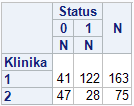 Status
0 1 N
N N
Klinika
1 41 122 163
2 47 28 75